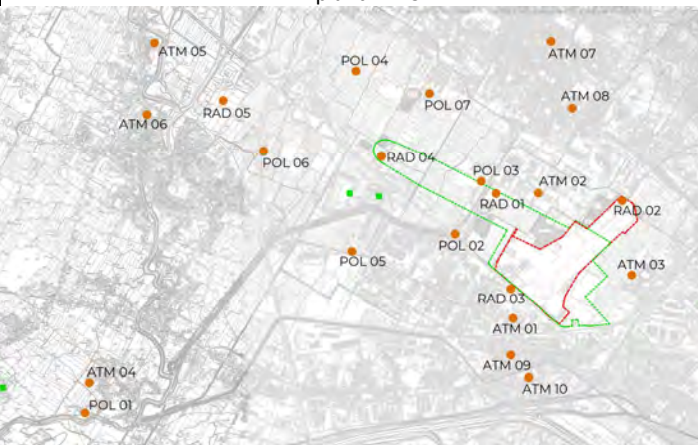 ATM 05
ATM 07
POL 04
POL 07
ATM 08
RAD 05
ATM 06
POL 06
RAD 04
POL 03
ATM 02
RAD 01
RAD 02
POL 02
POL 05
ATM 03
RAD 03
ATM 01
ATM 09
ATM 10
ATM 04
POL 01